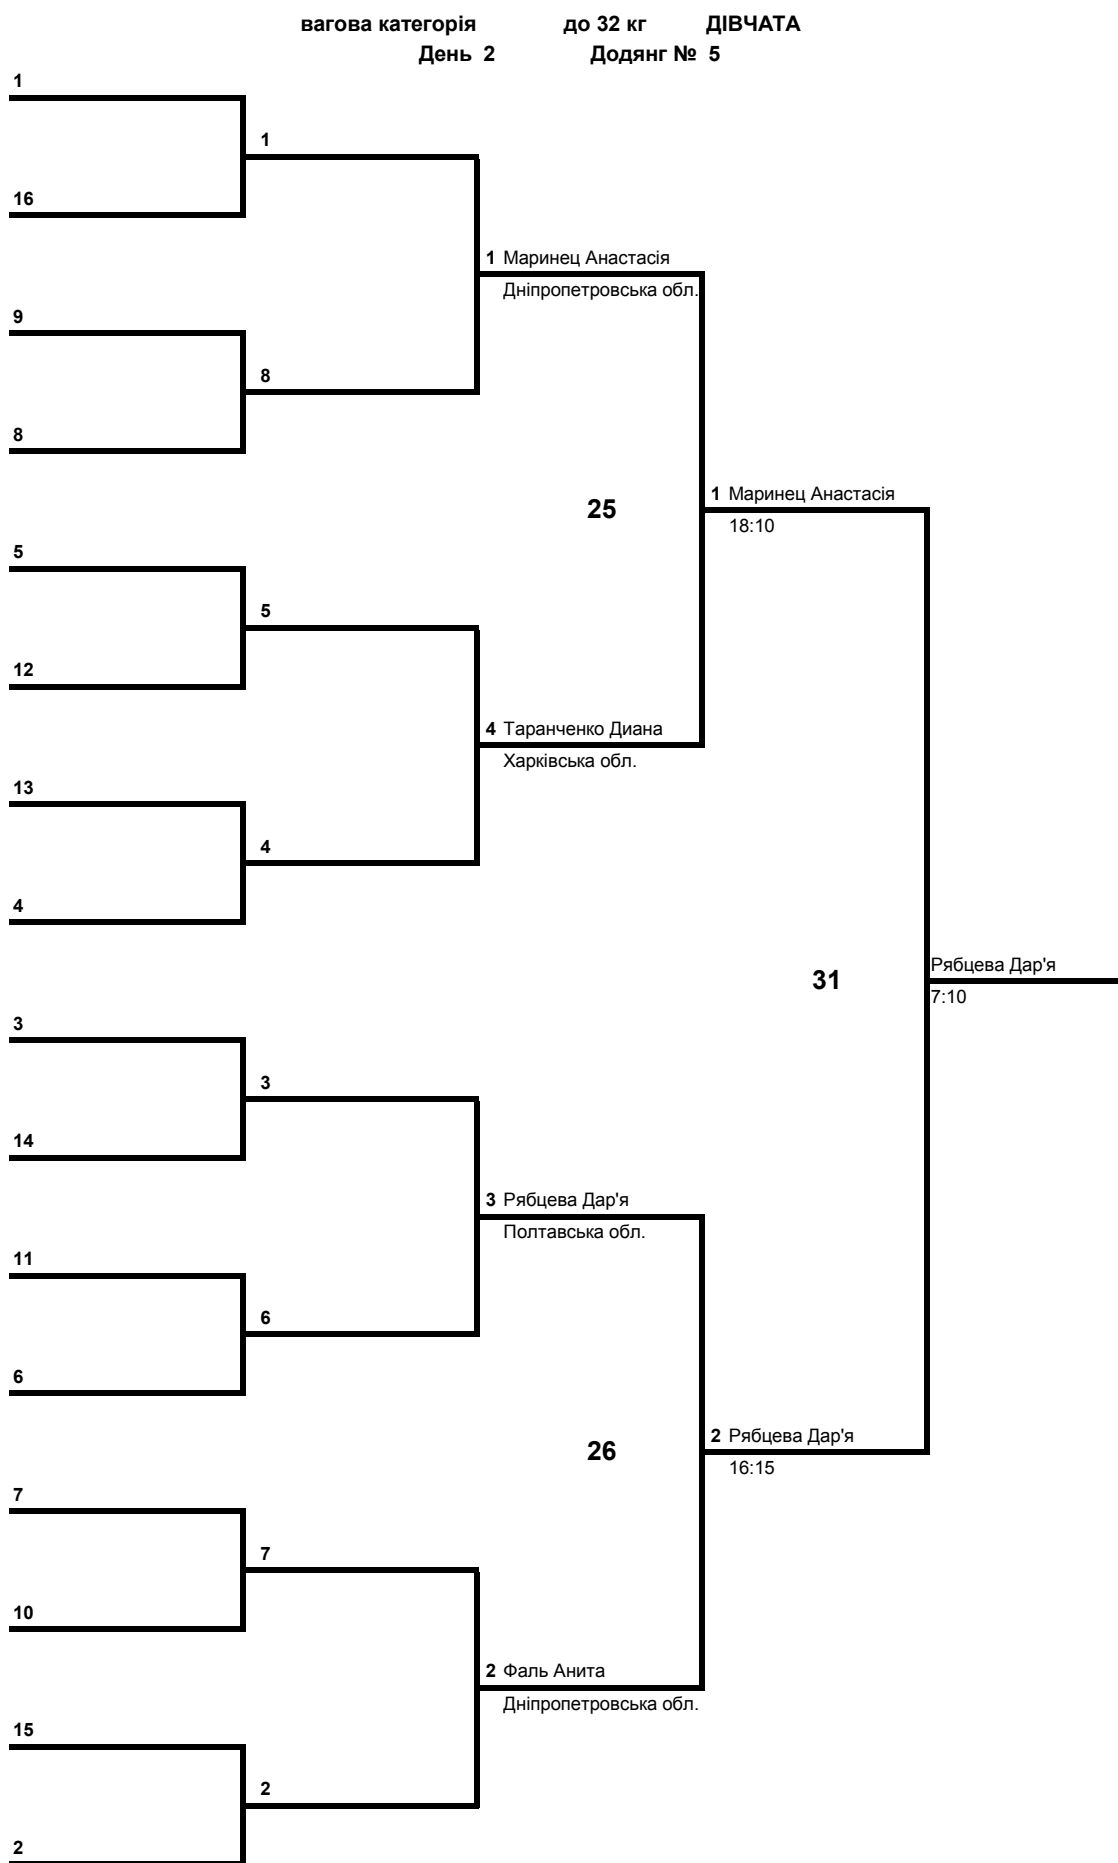 вагова категорія до 32 кг ДІВЧАТА
День 2 Додянг № 5
1
1
16
1 Маринец Анастасія
Дніпропетровська обл.
9
8
8
25
1 Маринец Анастасія
18:10
5
5
12
4 Таранченко Диана
Харківська обл.
13
4
4
31
Рябцева Дар'я
7:10
3
3
14
3 Рябцева Дар'я
Полтавська обл.
11
6
6
26
2 Рябцева Дар'я
16:15
7
7
10
2 Фаль Анита
Дніпропетровська обл.
15
2
2